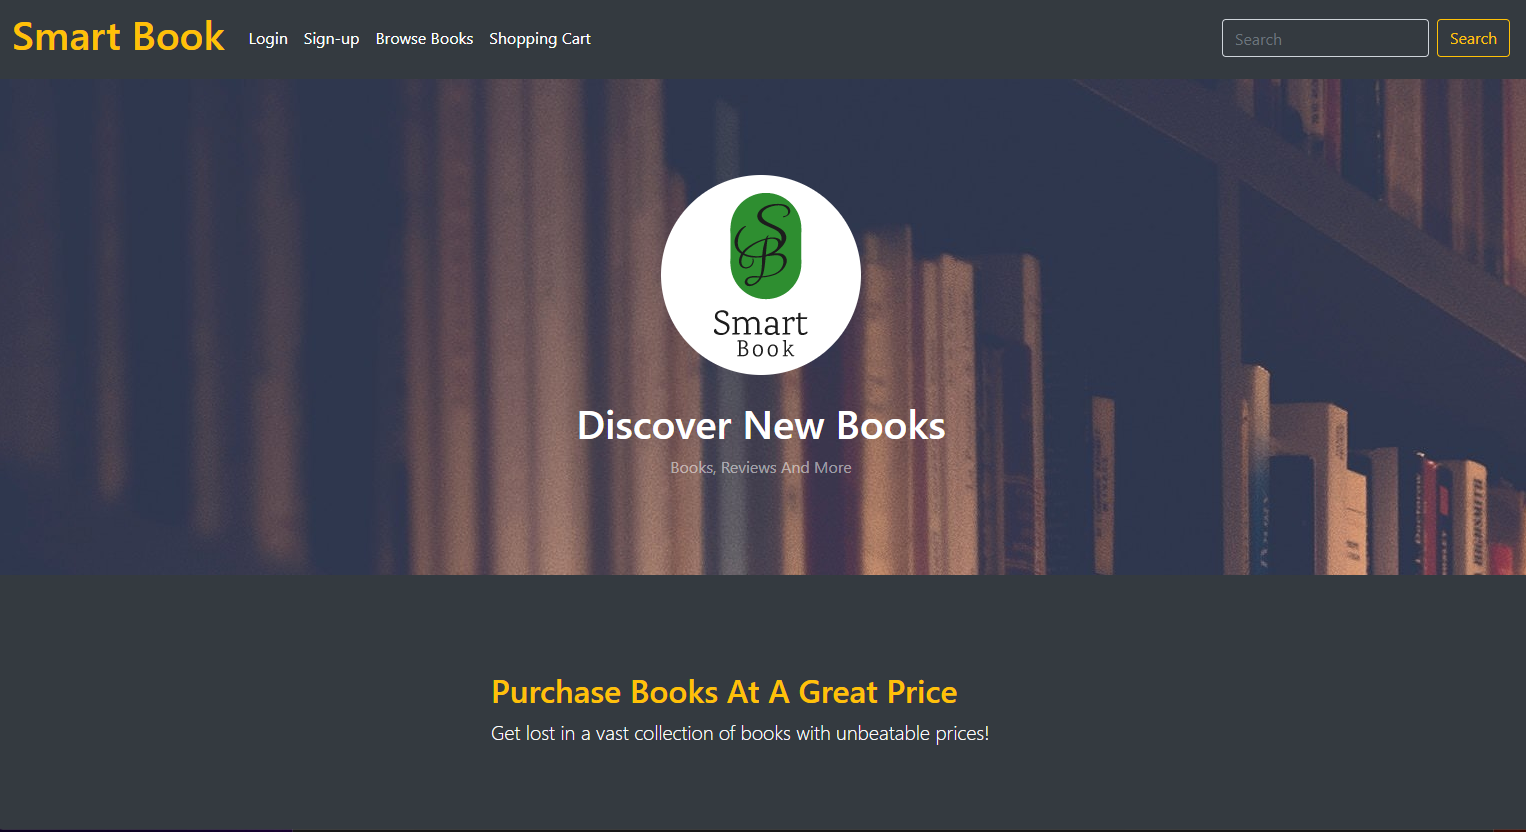 Smart Book Login Sign-up Browse Books Shopping Cart Search Search
SB
Smart
Book
Discover New Books
Books, Reviews And More
HIGHSMITH
Purchase Books At A Great Price
Get lost in a vast collection of books with unbeatable prices!